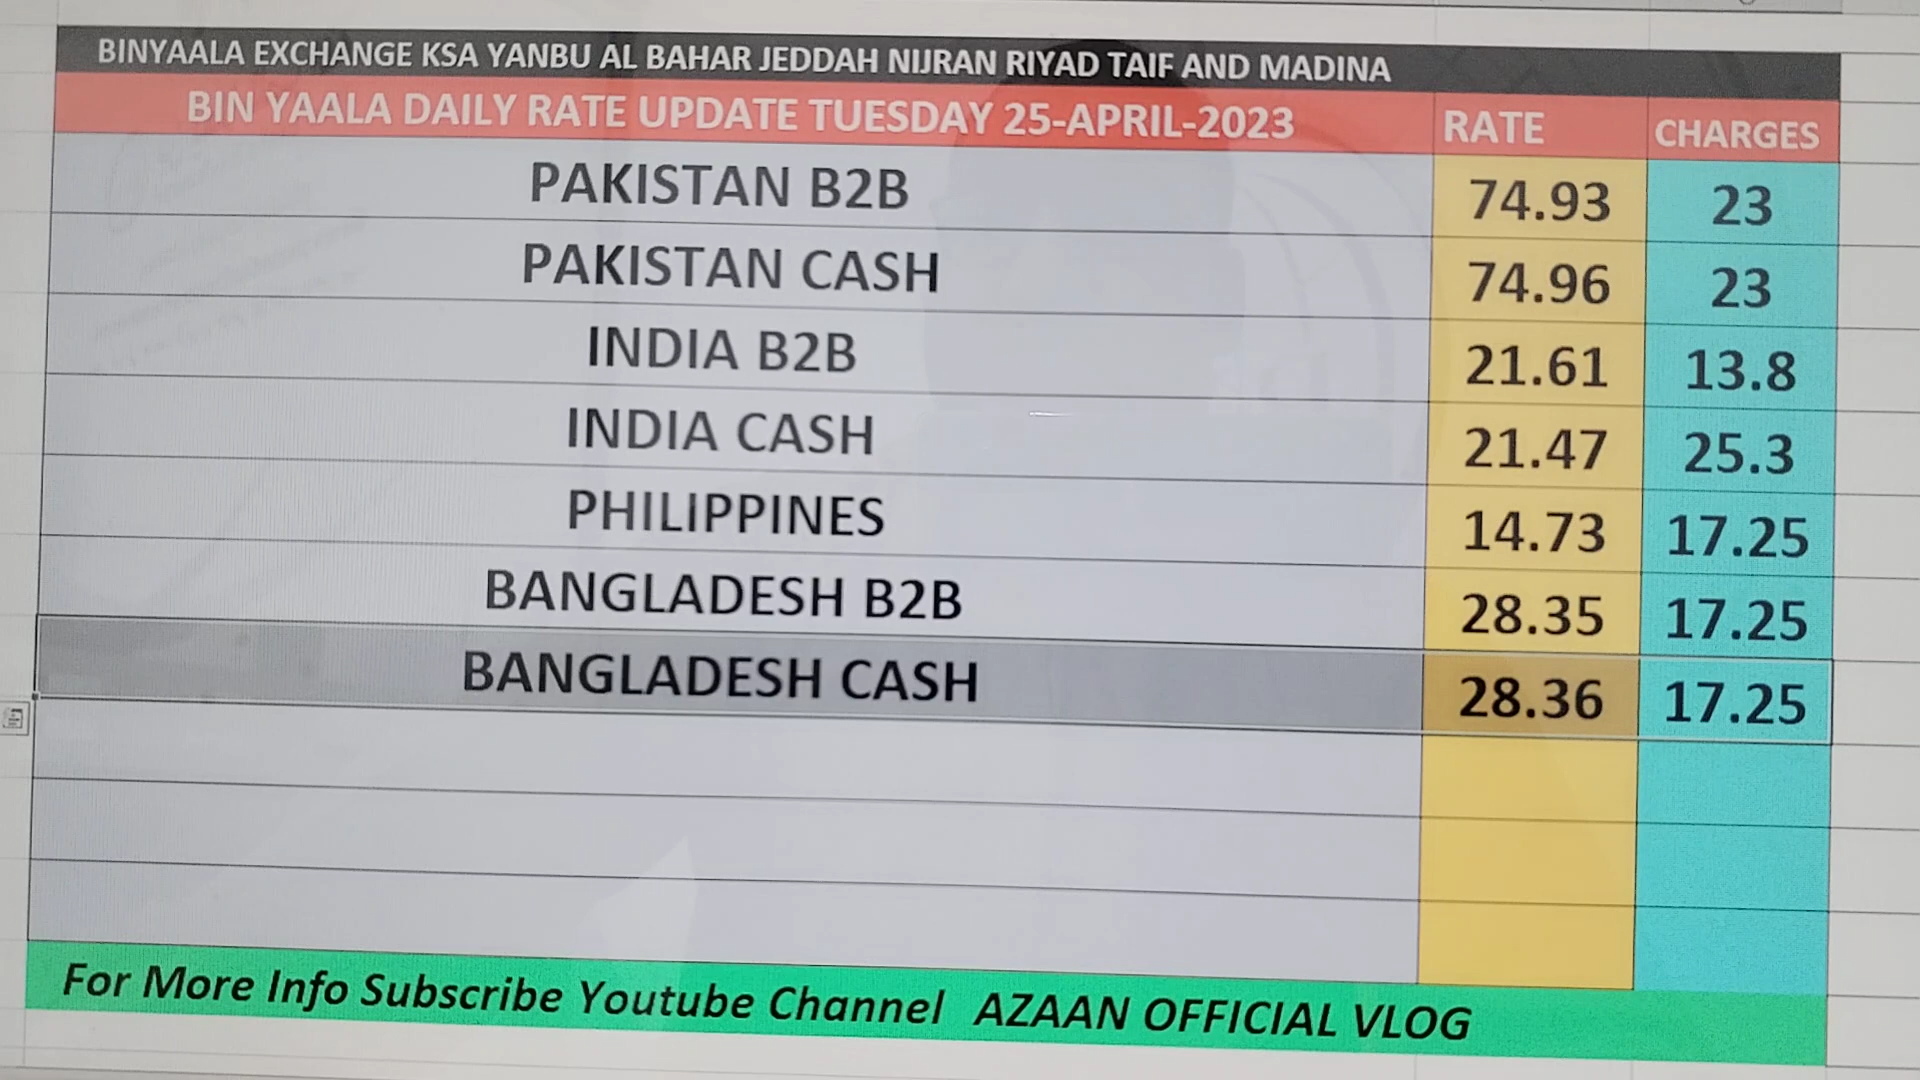 BINYAALA EXCHANGE KSA YANBU AL BAHAR JEDDAH NIJRAN RIYAD TAIF AND MADINA
BIN YAALA DAILY RATE UPDATE TUESDAY 25-APRIL-2023 RATE CHARGES
PAKISTAN B2B 74.93 23
PAKISTAN CASH 74.96 23
INDIA B2B 21.61 13.8
INDIA CASH 21.47 25.3
PHILIPPINES 14.73 17.25
BANGLADESH B2B 28.35 17.25
BANGLADESH CASH 28.36 17.25
For More Info Subscribe Youtube Channel AZAAN OFFICIAL VLOG